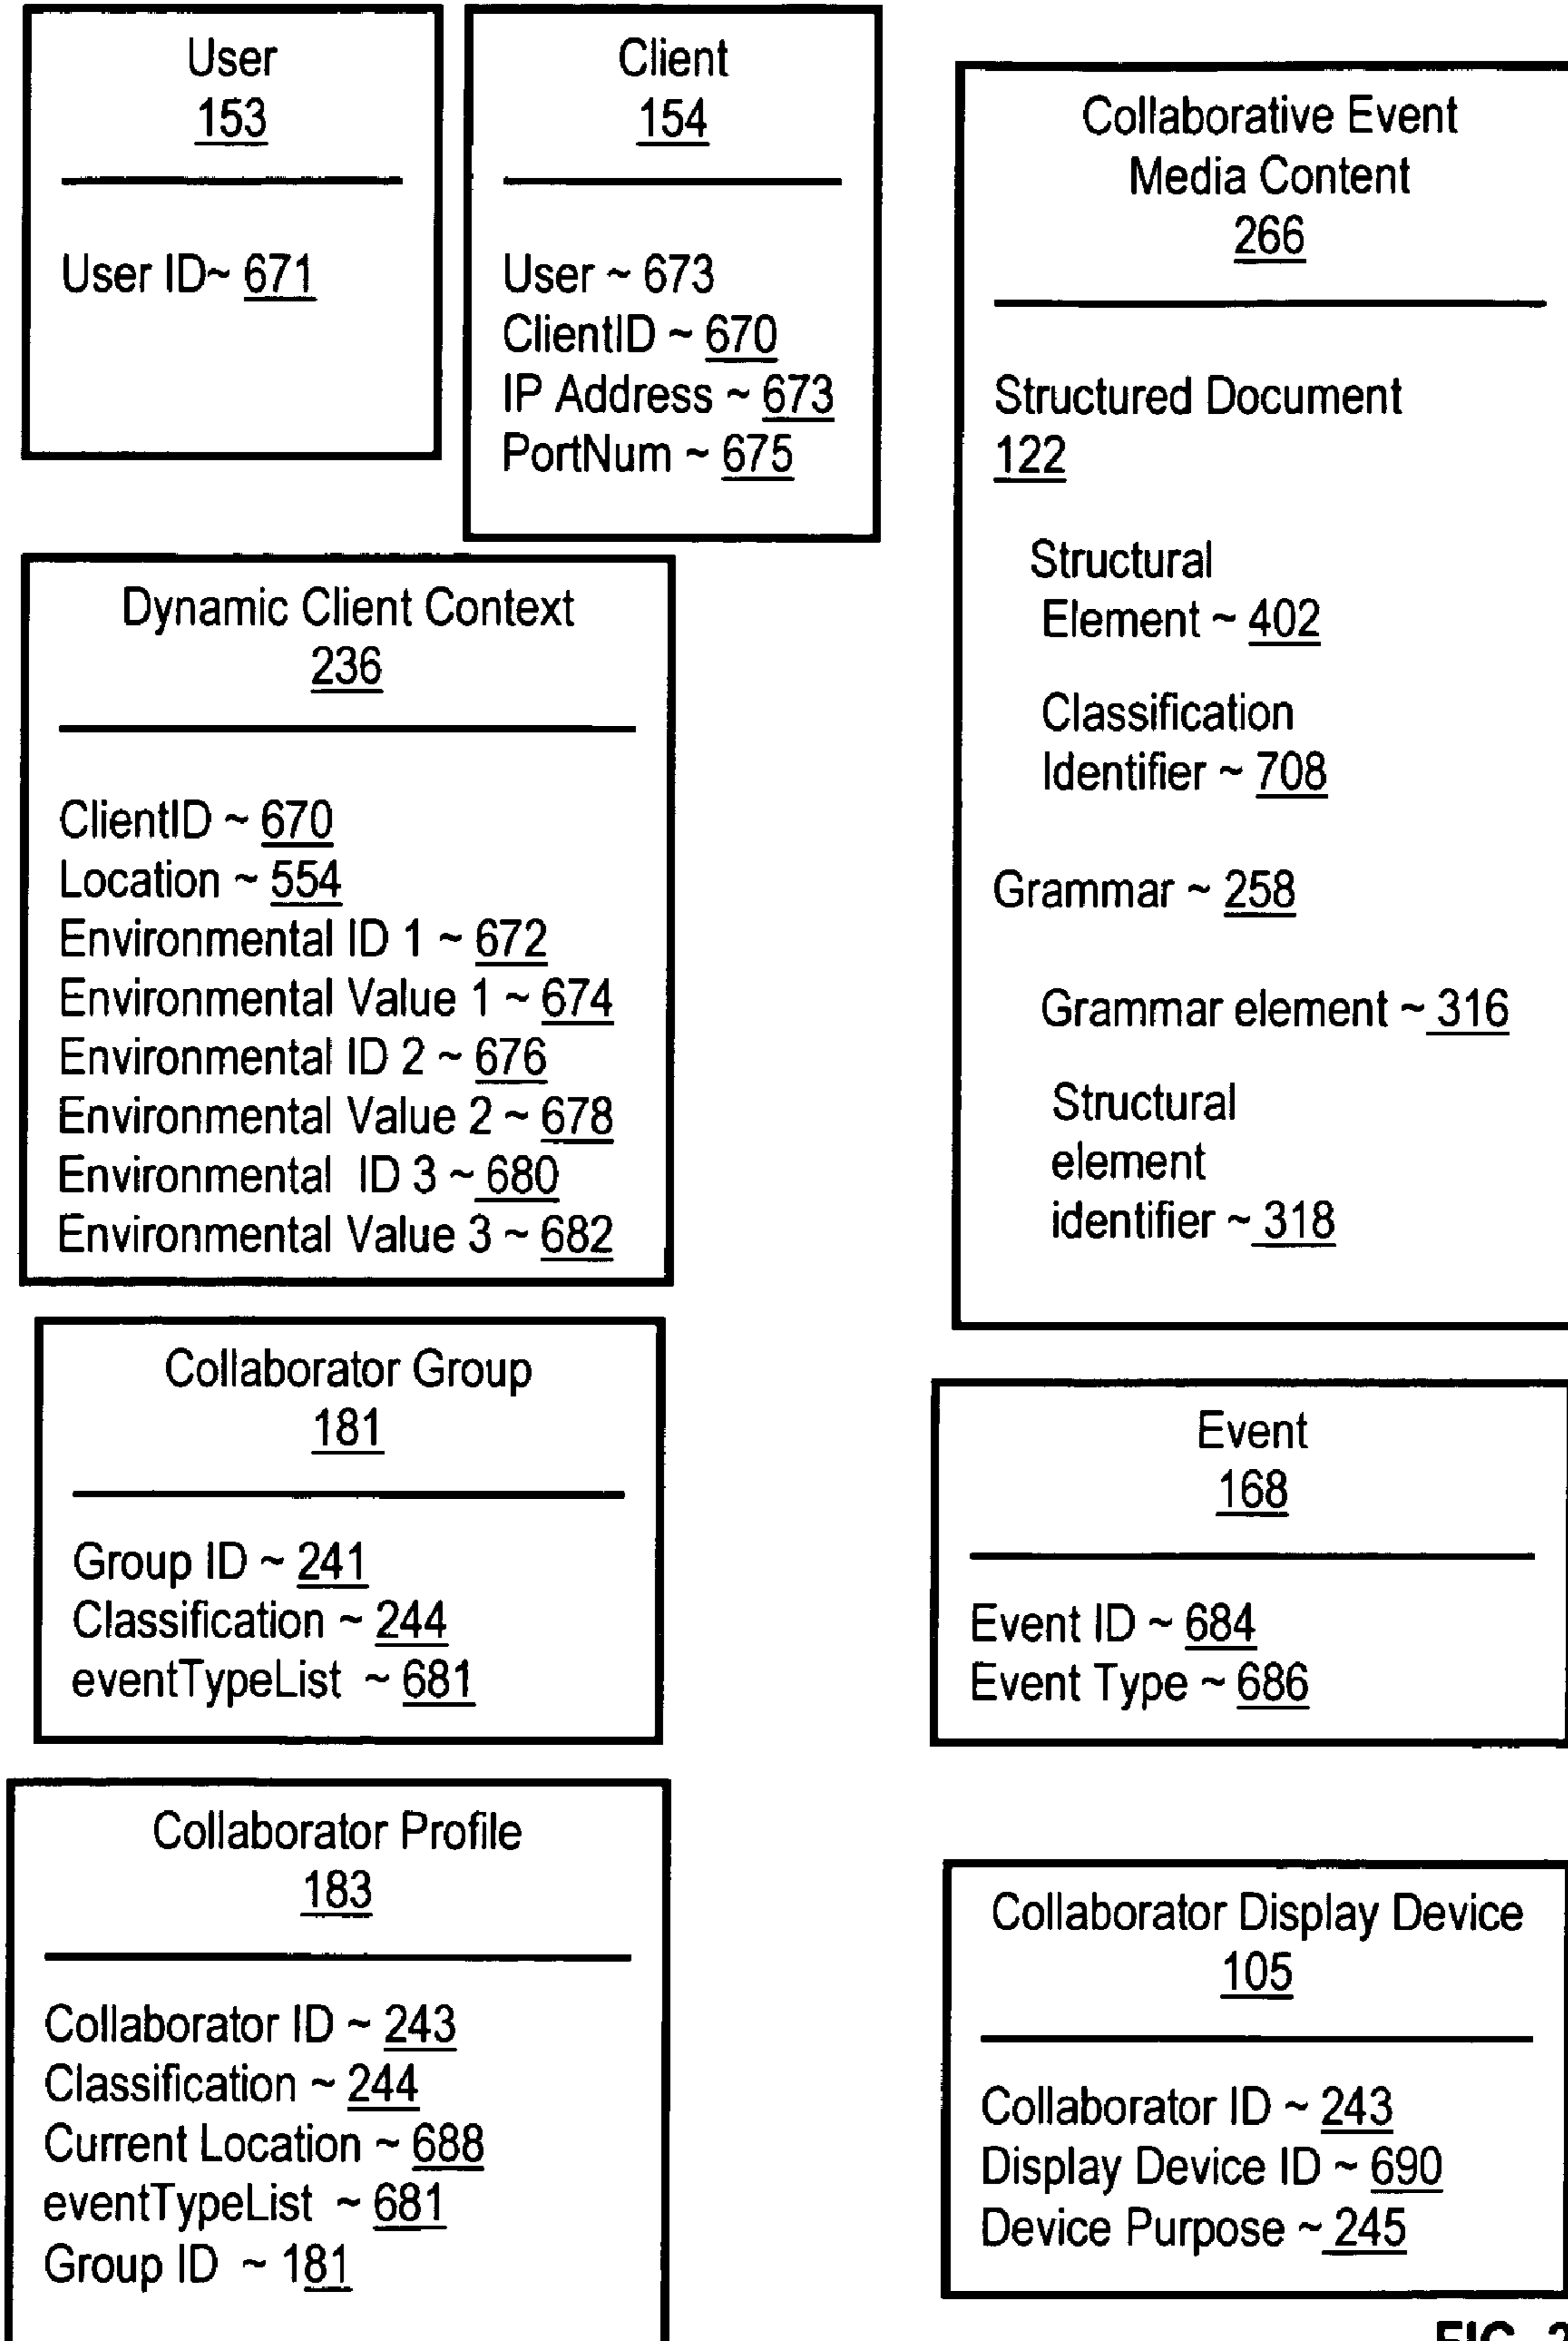 User
153
User ID~ 671
Client
154
User ~ 673
ClientID ~ 670
IP Address ~ 673
PortNum ~ 675
Collaborative Event
Media Content
266
Structured Document
122
Structural
Element ~ 402
Classification
Identifier ~ 708
Grammar ~ 258
Grammar element ~ 316
Structural
element
identifier ~ 318
Dynamic Client Context
236
ClientID ~ 670
Location ~ 554
Environmental ID 1 ~ 672
Environmental Value 1 ~ 674
Environmental ID 2 ~ 676
Environmental Value 2 ~ 678
Environmental ID 3 ~ 680
Environmental Value 3 ~ 682
Collaborator Group
181
Group ID ~ 241
Classification ~ 244
eventTypeList ~ 681
Event
168
Event ID ~ 684
Event Type ~ 686
Collaborator Profile
183
Collaborator ID ~ 243
Classification ~ 244
Current Location ~ 688
eventTypeList ~ 681
Group ID ~ 181
Collaborator Display Device
105
Collaborator ID ~ 243
Display Device ID ~ 690
Device Purpose ~ 245
FIG.